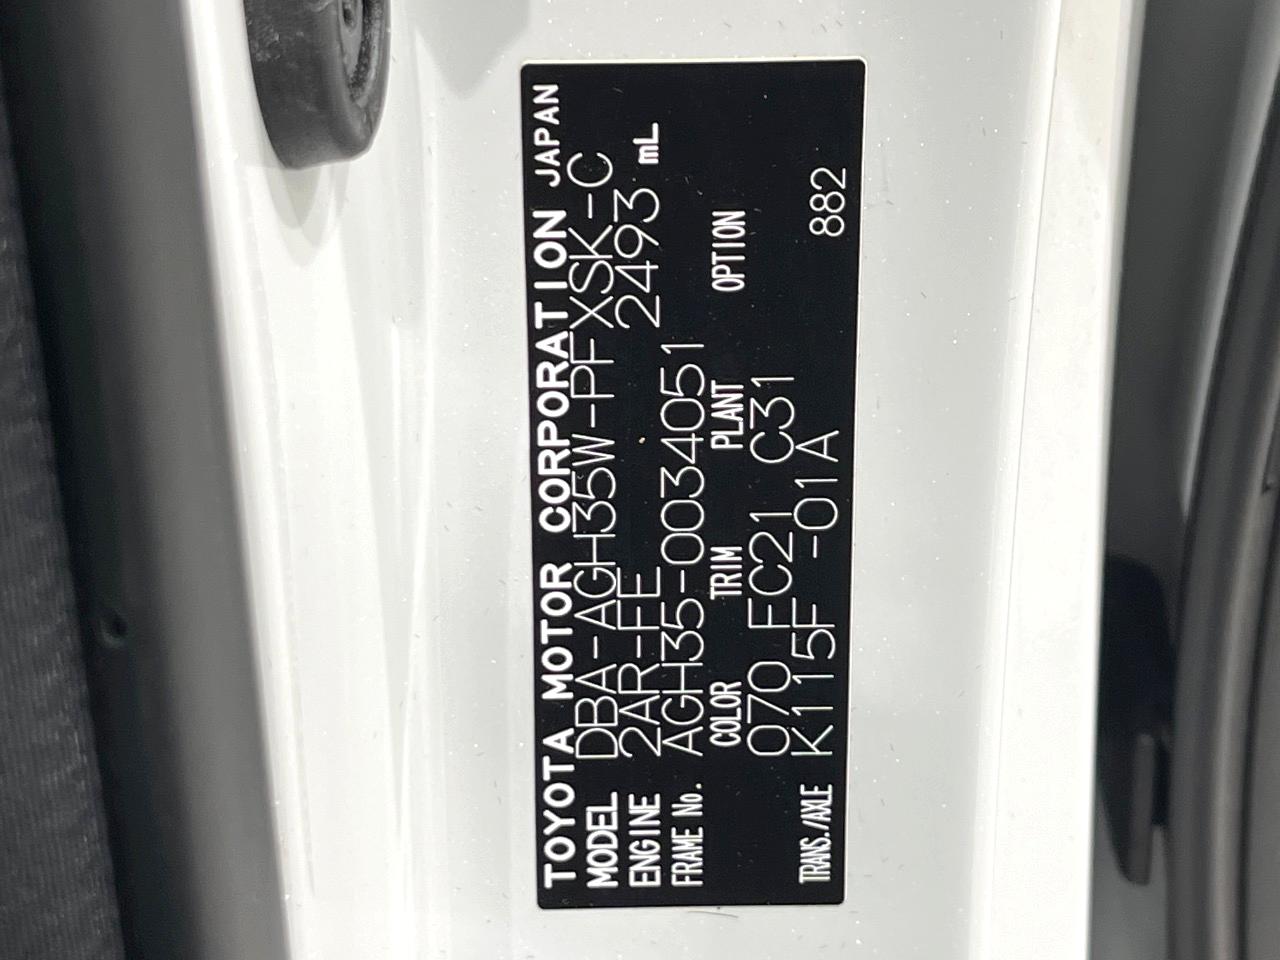 TOYOTA MOTOR CORPORATION JAPAN
MODEL DBA-AGH35W-PFXSK-C
ENGINE 2AR-FE 2493 mL
FRAME No. AGH35-0034051
COLOR TRIM PLANT OPTION
070 FC21 C31
TRANS./AXLE K115F -01A 882